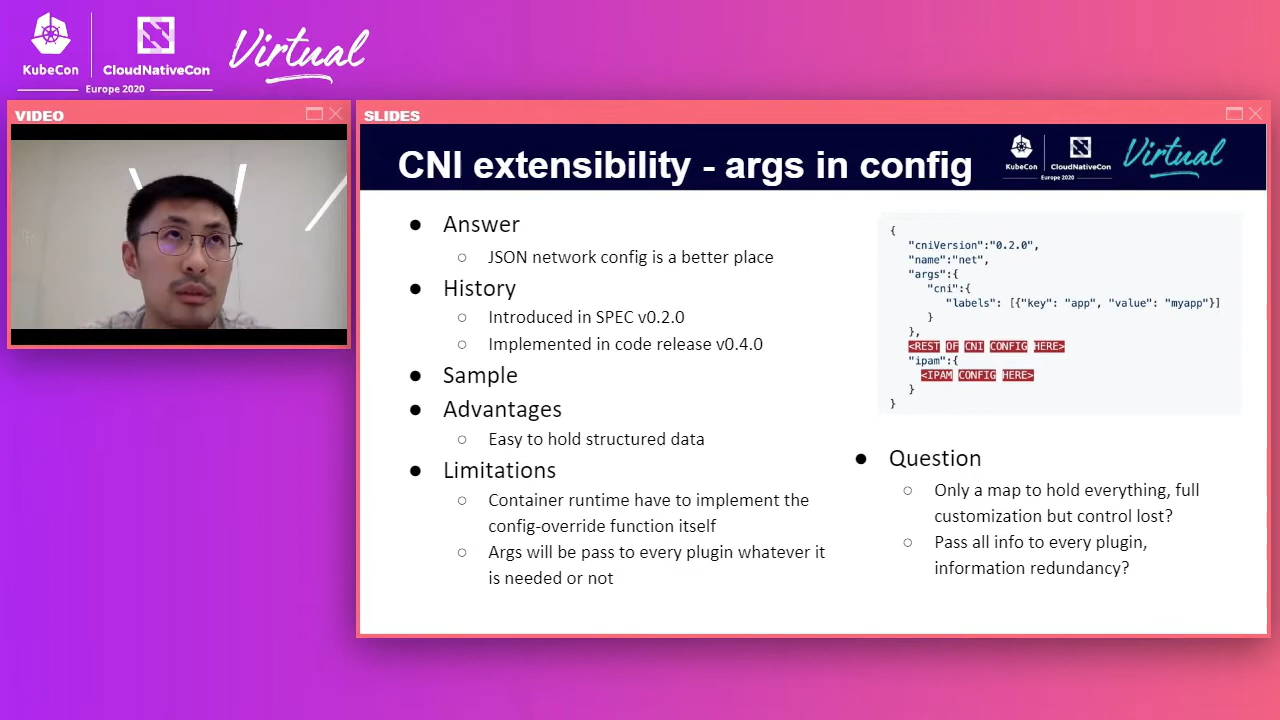 KubeCon
CloudNativeCon
Europe 2020
Virtual
VIDEO
SLIDES
CNI extensibility - args in config
KubeCon
CloudNativeCon
Europe 2020
Virtual
● Answer
○ JSON network config is a better place
● History
○ Introduced in SPEC v0.2.0
○ Implemented in code release v0.4.0
● Sample
● Advantages
○ Easy to hold structured data
● Limitations
○ Container runtime have to implement the
config-override function itself
○ Args will be pass to every plugin whatever it
is needed or not
{
"cniVersion":"0.2.0",
"name":"net",
"args":{
"cni":{
"labels": [{"key": "app", "value": "myapp"}]
}
},
<REST OF CNI CONFIG HERE>
"ipam":{
<IPAM CONFIG HERE>
}
}
● Question
○ Only a map to hold everything, full
customization but control lost?
○ Pass all info to every plugin,
information redundancy?